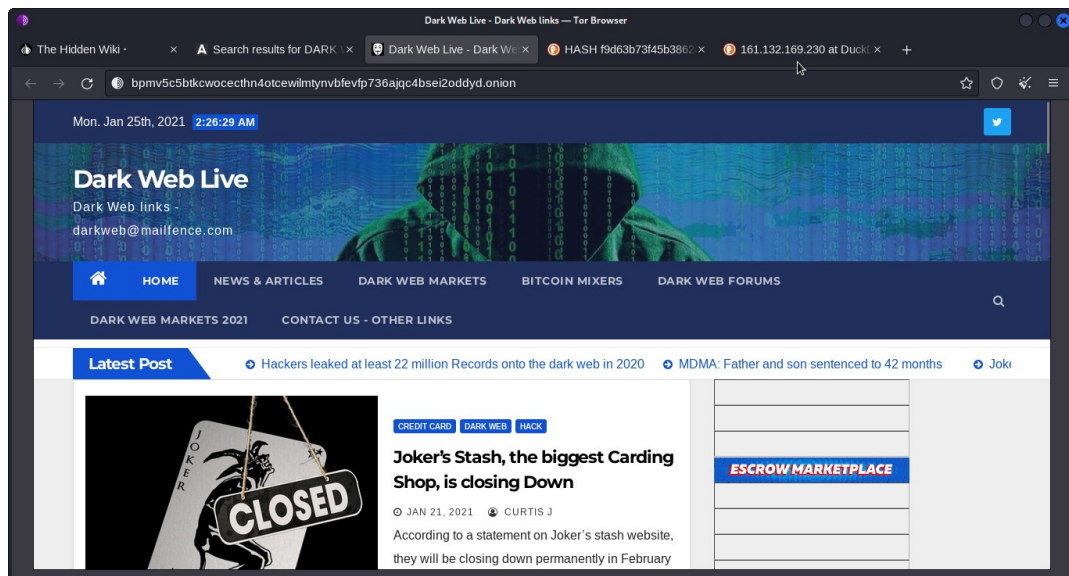 Dark Web Live - Dark Web links — Tor Browser
The Hidden Wiki ·
Search results for DARK
Dark Web Live - Dark We
HASH f9d63b73f45b3862
161.132.169.230 at Duck
bpmv5c5btkcwocecthn4otcewilmtynvbfevfp736ajqc4bsei2oddyd.onion
Mon. Jan 25th, 2021 2:26:29 AM
Dark Web Live
Dark Web links -
darkweb@mailfence.com
HOME NEWS & ARTICLES DARK WEB MARKETS BITCOIN MIXERS DARK WEB FORUMS
DARK WEB MARKETS 2021 CONTACT US - OTHER LINKS
Latest Post Hackers leaked at least 22 million Records onto the dark web in 2020 MDMA: Father and son sentenced to 42 months Joke
JOKER
CLOSED
CREDIT CARD DARK WEB HACK
Joker's Stash, the biggest Carding
Shop, is closing Down
JAN 21, 2021 CURTIS J
According to a statement on Joker's stash website,
they will be closing down permanently in February
ESCROW MARKETPLACE